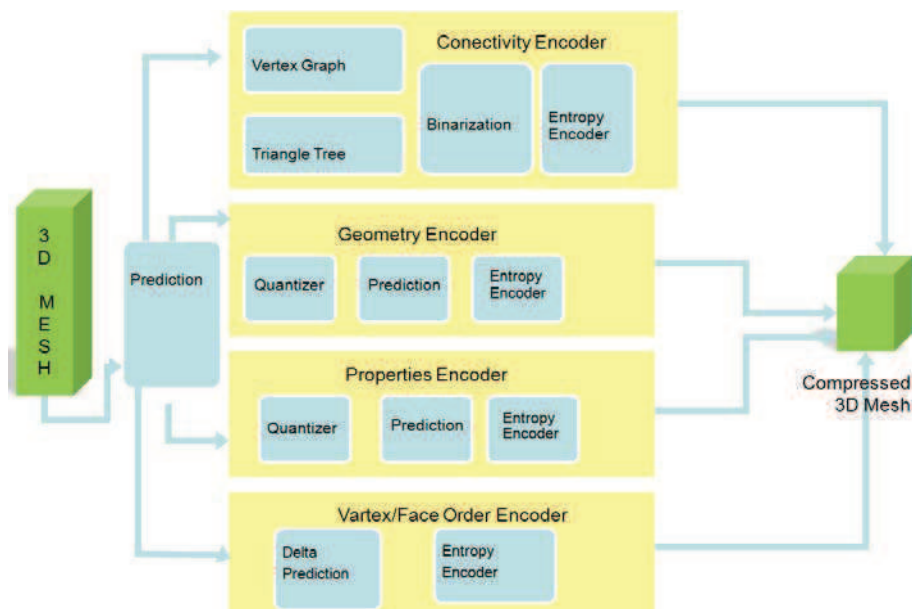 Conectivity Encoder
Vertex Graph
Triangle Tree
Binarization
Entropy
Encoder
3
D
M
E
S
H
Prediction
Geometry Encoder
Quantizer
Prediction
Entropy
Encoder
Properties Encoder
Quantizer
Prediction
Entropy
Encoder
Vartex/Face Order Encoder
Delta
Prediction
Entropy
Encoder
Compressed
3D Mesh